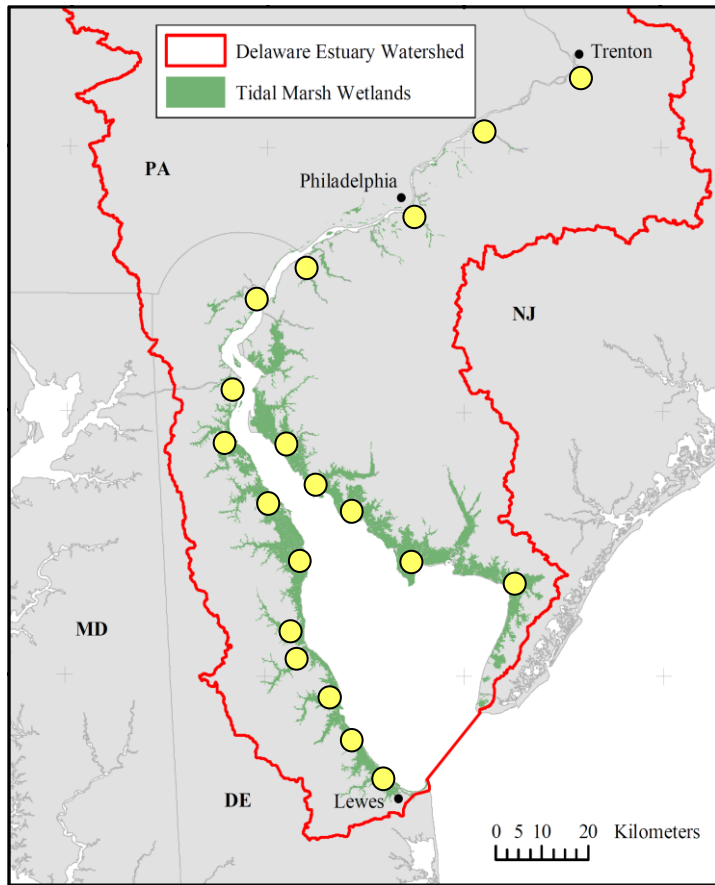 Delaware Estuary Watershed
Tidal Marsh Wetlands
Trenton
PA
Philadelphia
NJ
MD
DE
Lewes
0 5 10 20 Kilometers